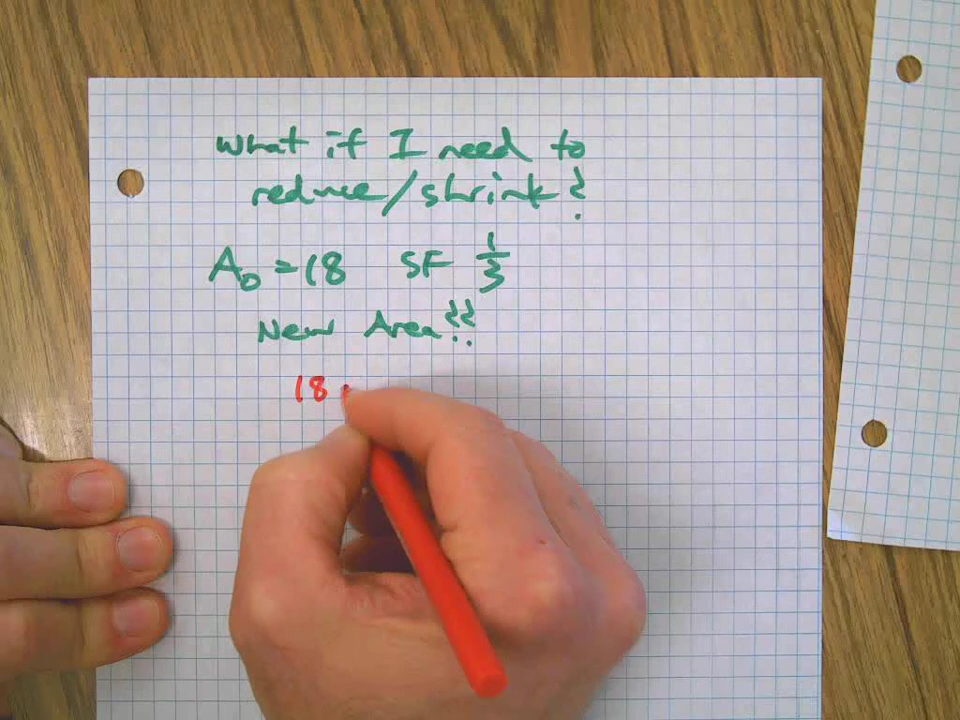 What if I need to
reduce/shrink?
A₀ = 18 SF 1/3
New Area??
18 ·